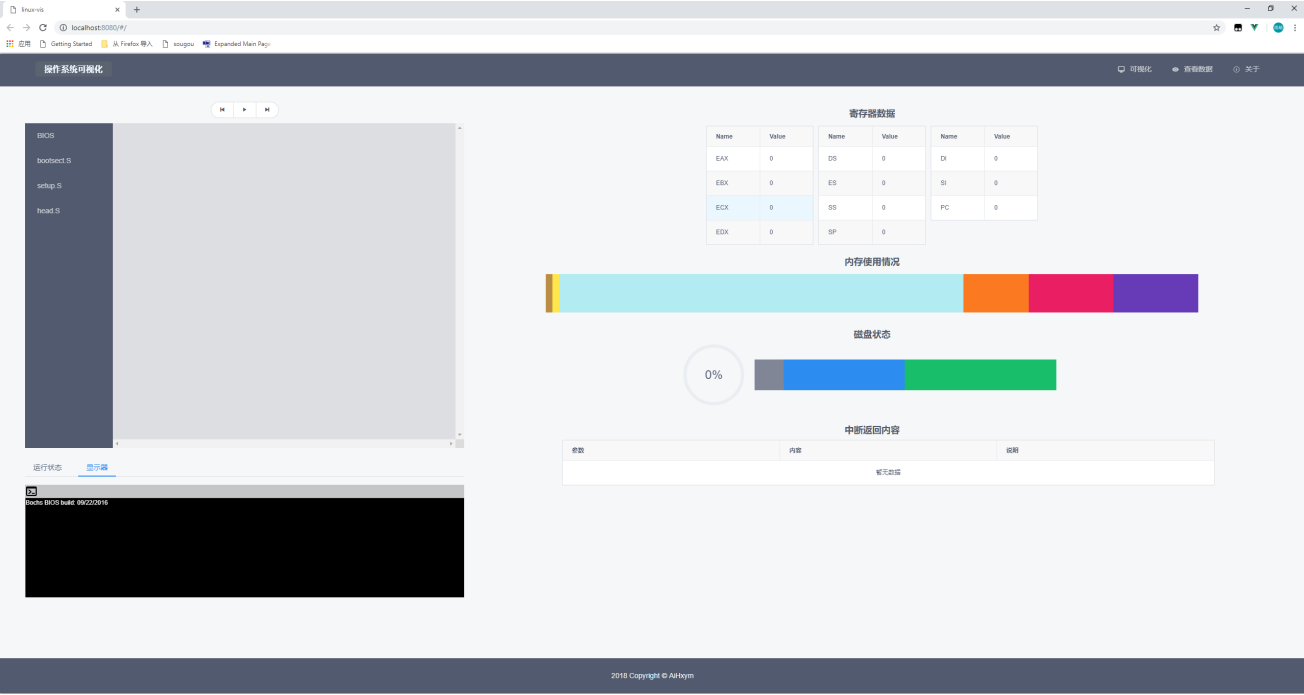 linux-vis
localhost:8080/#/
应用 Getting Started 从 Firefox 导入 sougou Expanded Main Page
操作系统可视化 可视化 查看数据 关于
BIOS
bootsect.S
setup.S
head.S
运行状态 显示器
Bochs BIOS build: 09/22/2016
寄存器数据
Name Value Name Value Name Value
EAX 0 DS 0 DI 0
EBX 0 ES 0 SI 0
ECX 0 SS 0 PC 0
EDX 0 SP 0
内存使用情况
磁盘状态
0%
中断返回内容
参数 内容 说明
暂无数据
2018 Copyright © AiHxym